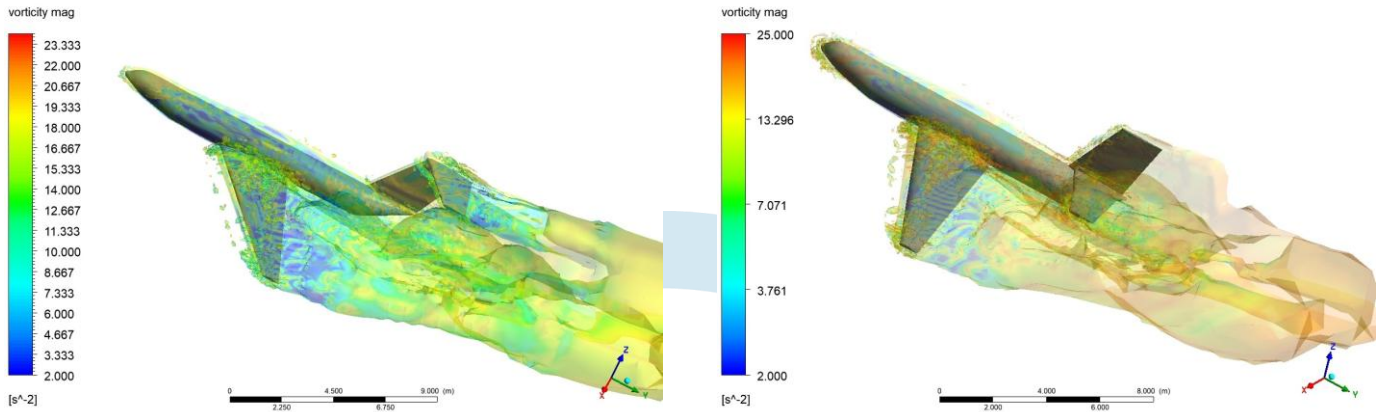 vorticity mag
23.333
22.000
20.667
19.333
18.000
16.667
15.333
14.000
12.667
11.333
10.000
8.667
7.333
6.000
4.667
3.333
2.000
[s^-2]
0 4.500 9.000 (m)
2.250 6.750
Z
X Y
vorticity mag
25.000
13.296
7.071
3.761
2.000
[s^-2]
0 4.000 8.000 (m)
2.000 6.000
Z
X Y